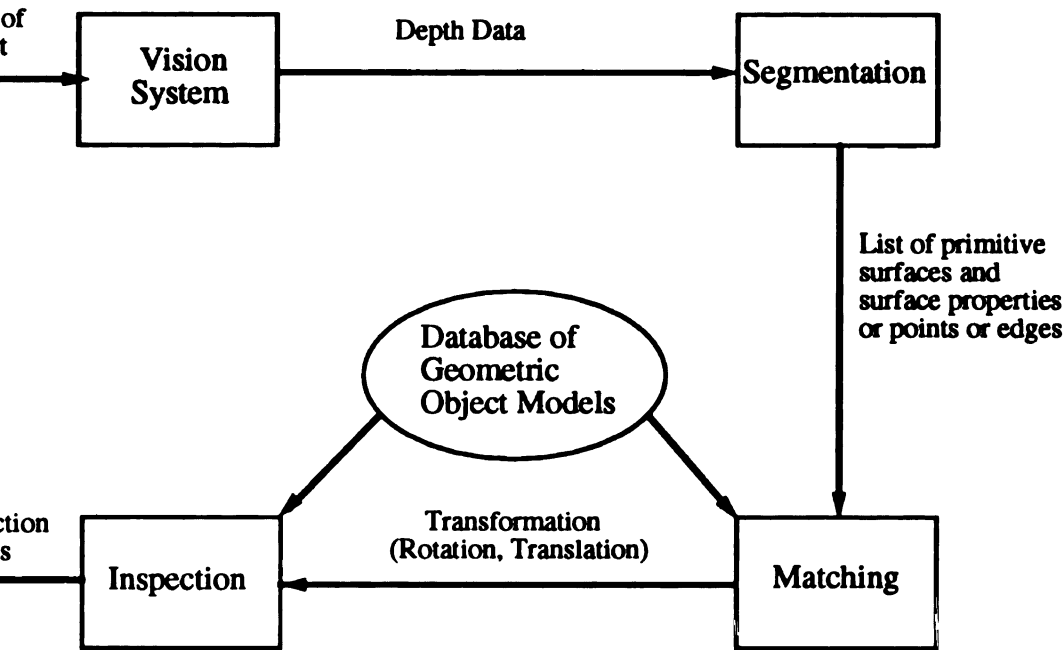 of
t
Vision
System
Depth Data
Segmentation
List of primitive
surfaces and
surface properties
or points or edges
Database of
Geometric
Object Models
ction
s
Inspection
Transformation
(Rotation, Translation)
Matching